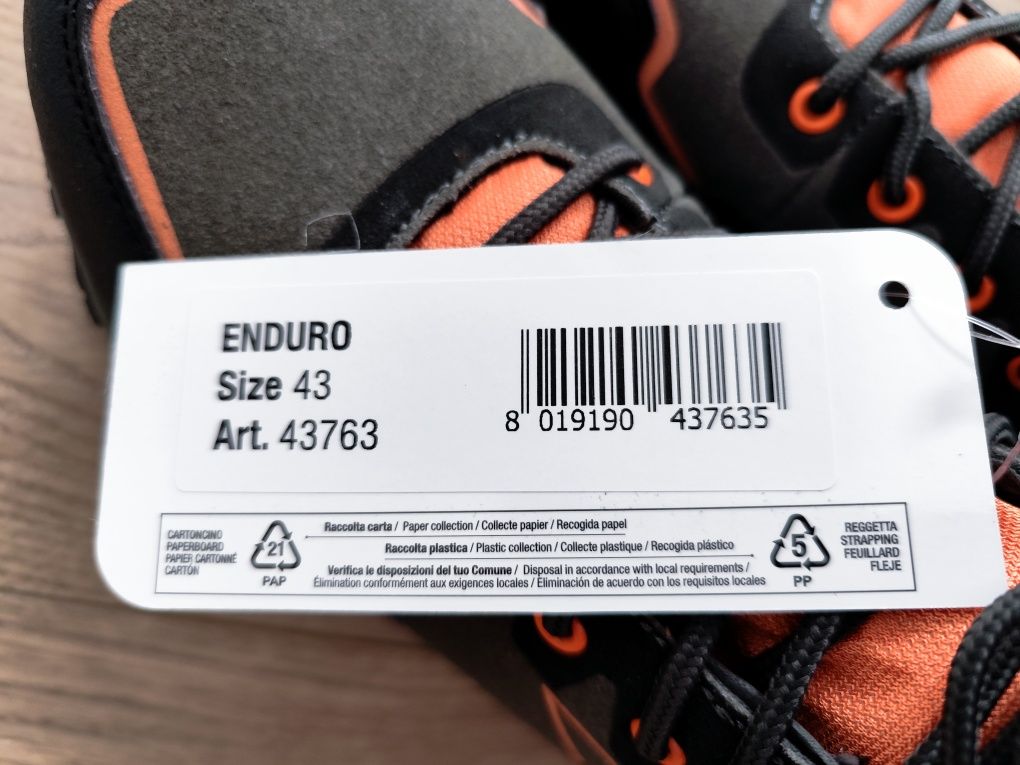 ENDURO
Size 43
Art. 43763
8 019190 437635
CARTONCINO
PAPERBOARD
PAPIER CARTONNÉ
CARTÓN
21
PAP
Raccolta carta / Paper collection / Collecte papier / Recogida papel
Raccolta plastica / Plastic collection / Collecte plastique / Recogida plástico
Verifica le disposizioni del tuo Comune / Disposal in accordance with local requirements /
Élimination conformément aux exigences locales / Eliminación de acuerdo con los requisitos locales
5
PP
REGGETTA
STRAPPING
FEUILLARD
FLEJE